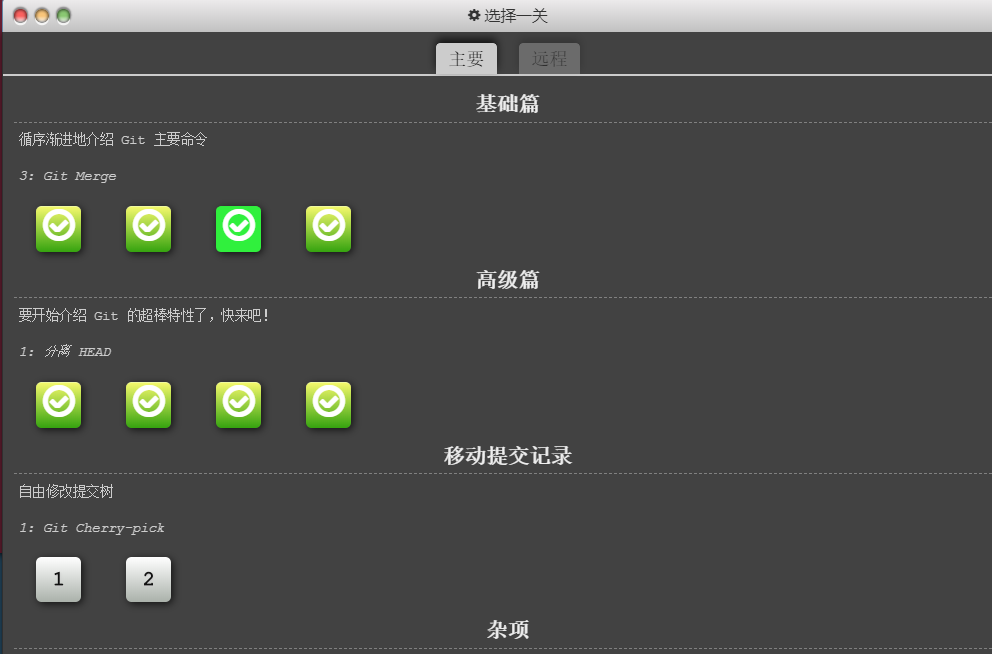 选择一关
主要 远程
基础篇
循序渐进地介绍 Git 主要命令
3: Git Merge
高级篇
要开始介绍 Git 的超棒特性了，快来吧！
1: 分离 HEAD
移动提交记录
自由修改提交树
1: Git Cherry-pick
1 2
杂项